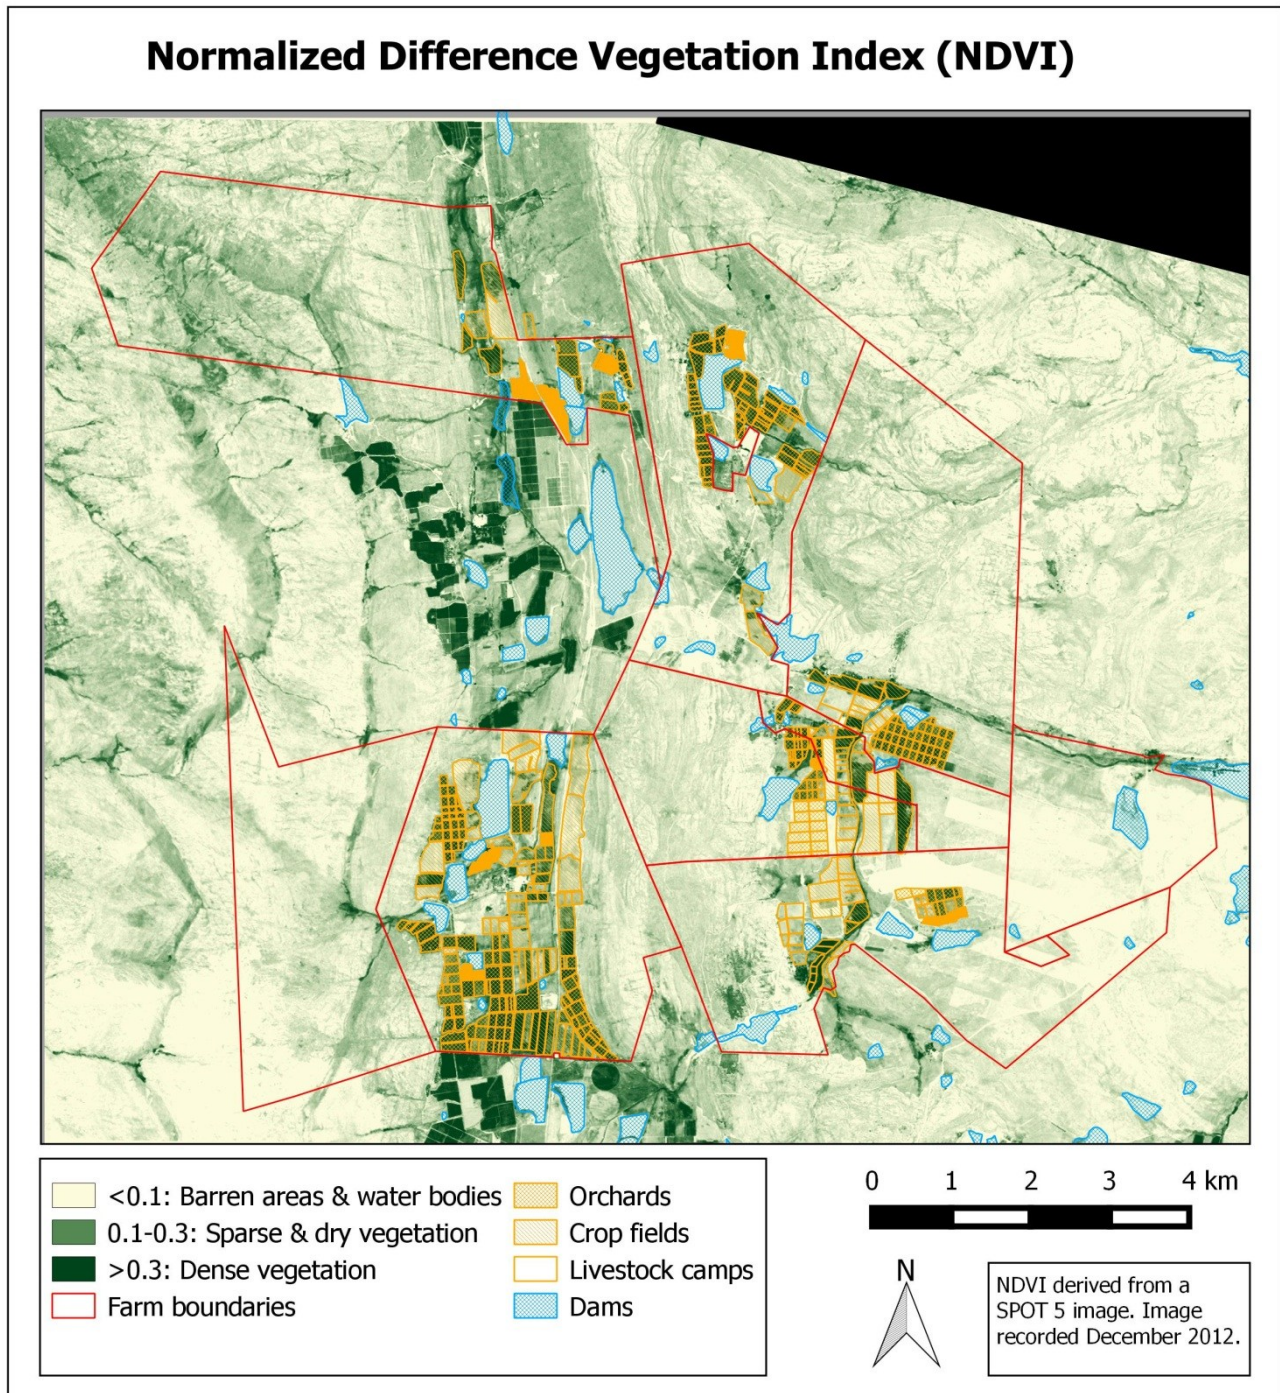 Normalized Difference Vegetation Index (NDVI)
<0.1: Barren areas & water bodies
0.1-0.3: Sparse & dry vegetation
>0.3: Dense vegetation
Farm boundaries
Orchards
Crop fields
Livestock camps
Dams
0 1 2 3 4 km
N
NDVI derived from a
SPOT 5 image. Image
recorded December 2012.